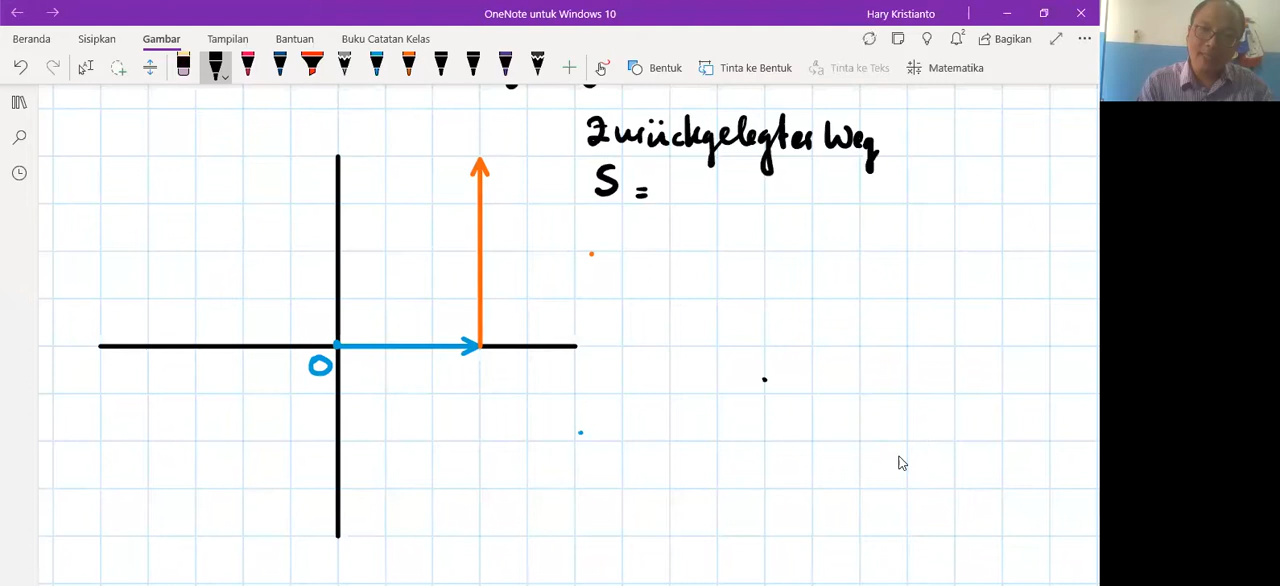 OneNote untuk Windows 10
Hary Kristianto
Beranda Sisipkan Gambar Tampilan Bantuan Buku Catatan Kelas
2 Bagikan
Bentuk Tinta ke Bentuk Tinta ke Teks Matematika
Zurückgelegter Weg
S =
O